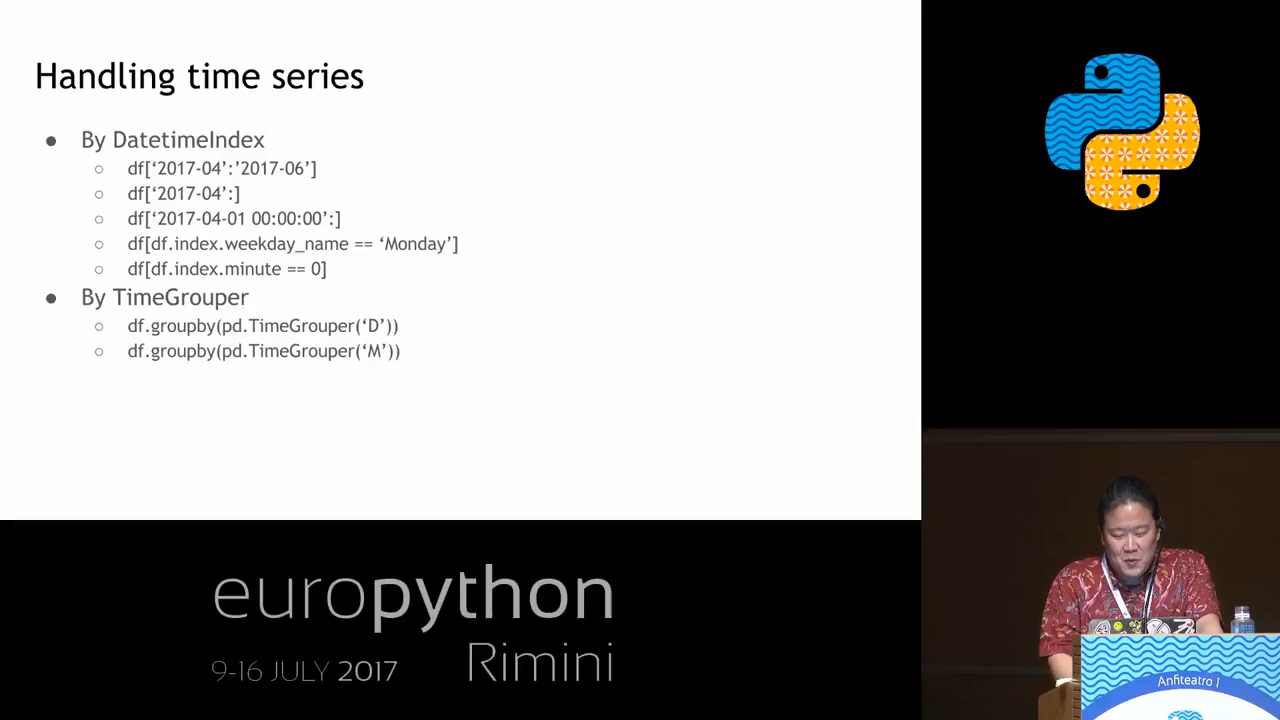 Handling time series
● By DatetimeIndex
○ df[‘2017-04’:’2017-06’]
○ df[‘2017-04’:]
○ df[‘2017-04-01 00:00:00’:]
○ df[df.index.weekday_name == ‘Monday’]
○ df[df.index.minute == 0]
● By TimeGrouper
○ df.groupby(pd.TimeGrouper(‘D’))
○ df.groupby(pd.TimeGrouper(‘M’))
europython
9-16 JULY 2017 Rimini
Anfiteatro 1